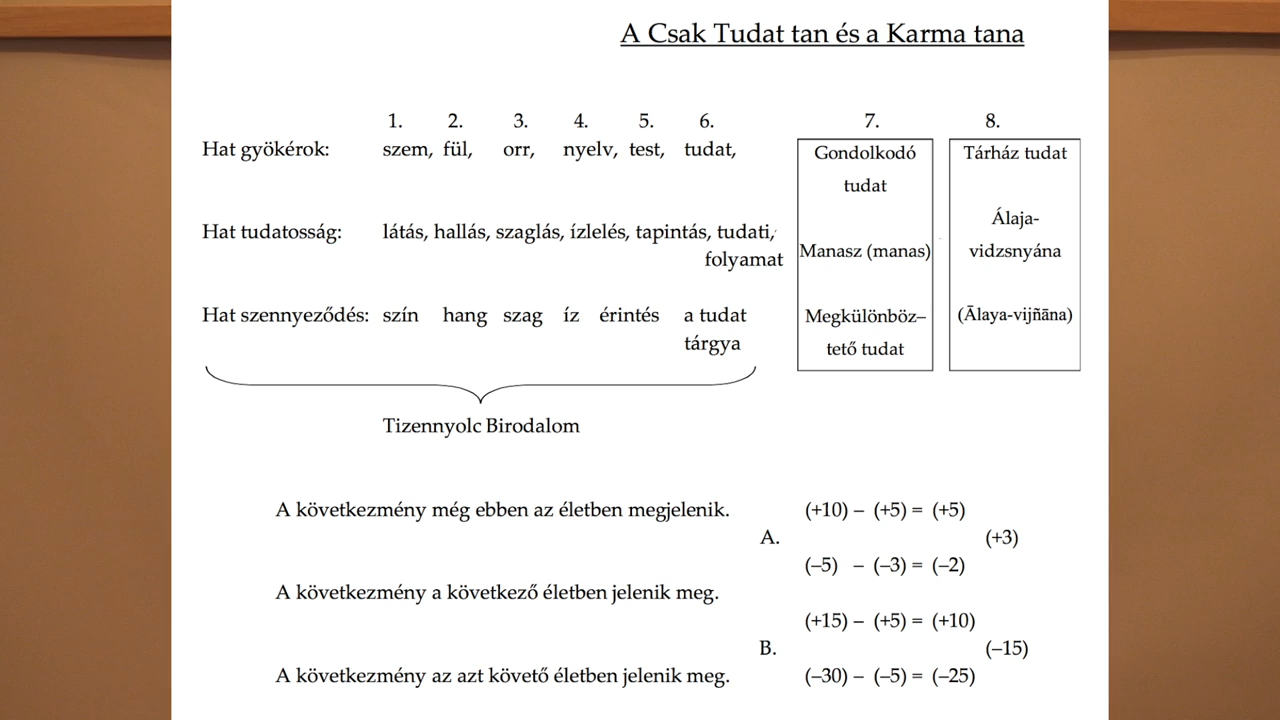 A Csak Tudat tan és a Karma tana
1. 2. 3. 4. 5. 6. 7. 8.
Hat gyökérok: szem, fül, orr, nyelv, test, tudat,
Hat tudatosság: látás, hallás, szaglás, ízlelés, tapintás, tudati,
folyamat
Hat szennyeződés: szín hang szag íz érintés a tudat
tárgya
Tizennyolc Birodalom
Gondolkodó
tudat
Manasz (manas)
Megkülönböz–
tető tudat
Tárház tudat
Álaja-
vidzsnyána
(Ālaya-vijñāna)
A következmény még ebben az életben megjelenik.
A következmény a következő életben jelenik meg.
A következmény az azt követő életben jelenik meg.
(+10) – (+5) = (+5)
A. (+3)
(–5) – (–3) = (–2)
(+15) – (+5) = (+10)
B. (–15)
(–30) – (–5) = (–25)